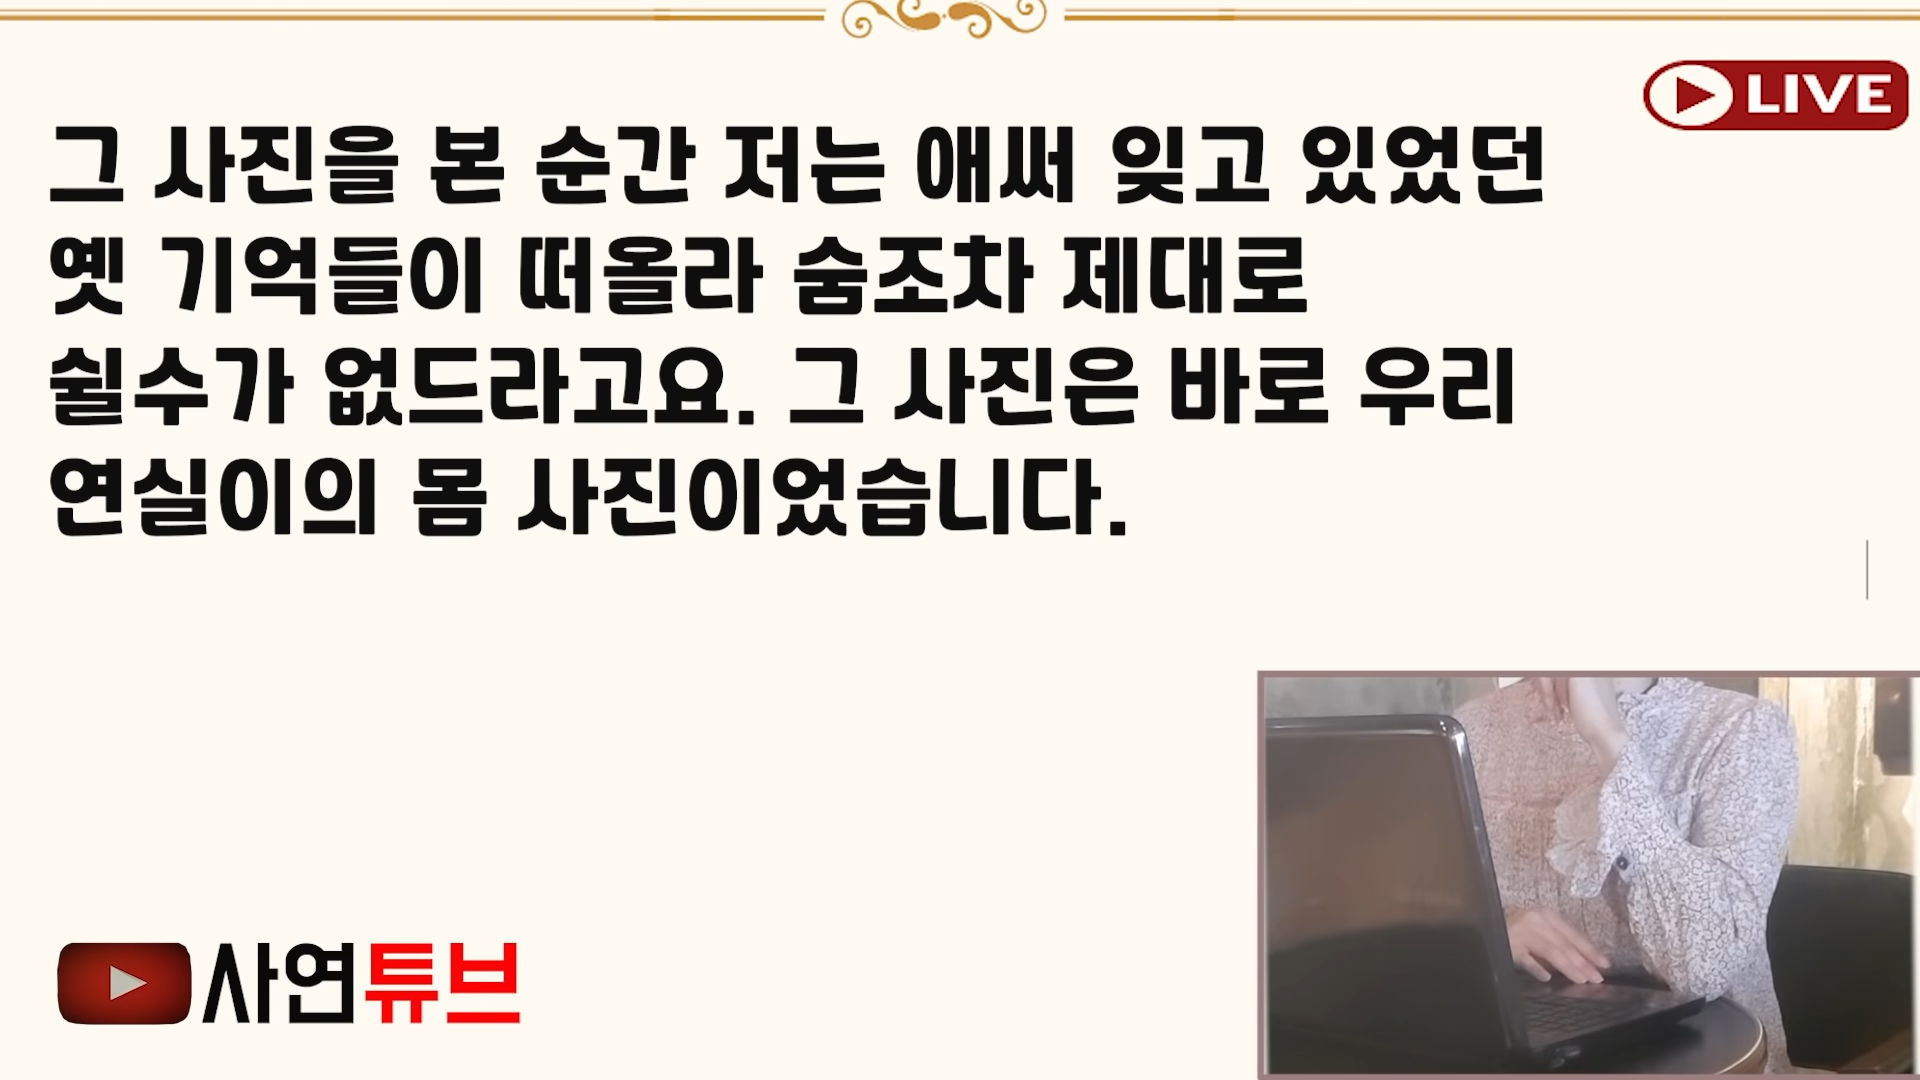 LIVE
그 사진을 본 순간 저는 애써 잊고 있었던
옛 기억들이 떠올라 숨조차 제대로
쉴수가 없드라고요. 그 사진은 바로 우리
연실이의 몸 사진이었습니다.
사연튜브